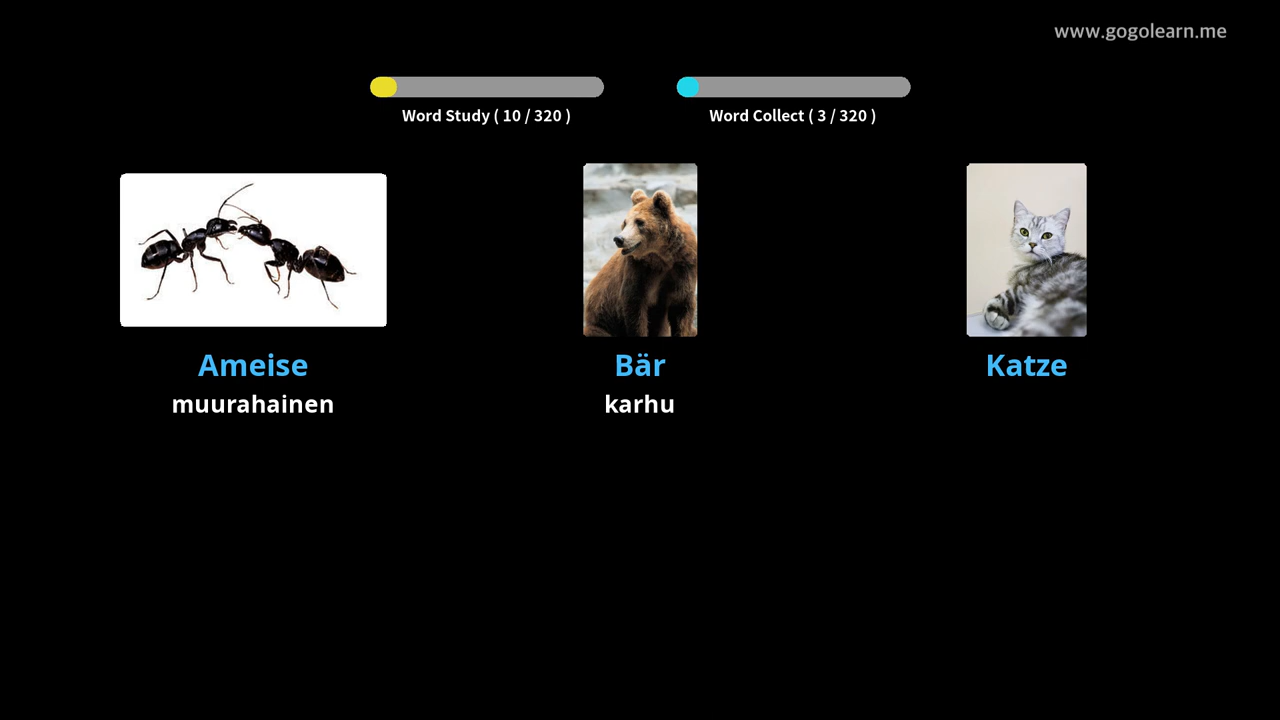 www.gogolearn.me
Word Study ( 10 / 320 )
Word Collect ( 3 / 320 )
Ameise
Bär
Katze
muurahainen
karhu